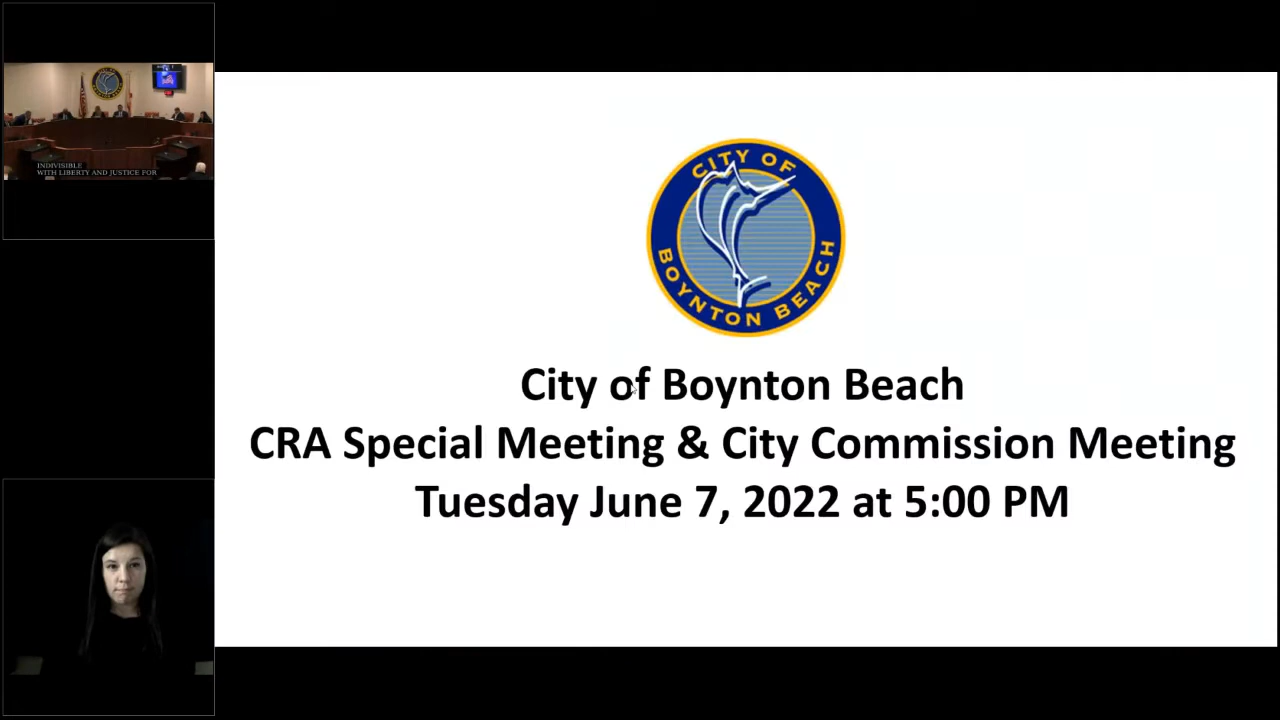 INDIVISIBLE
WITH LIBERTY AND JUSTICE FOR
CITY OF
BOYNTON BEACH
City of Boynton Beach
CRA Special Meeting & City Commission Meeting
Tuesday June 7, 2022 at 5:00 PM